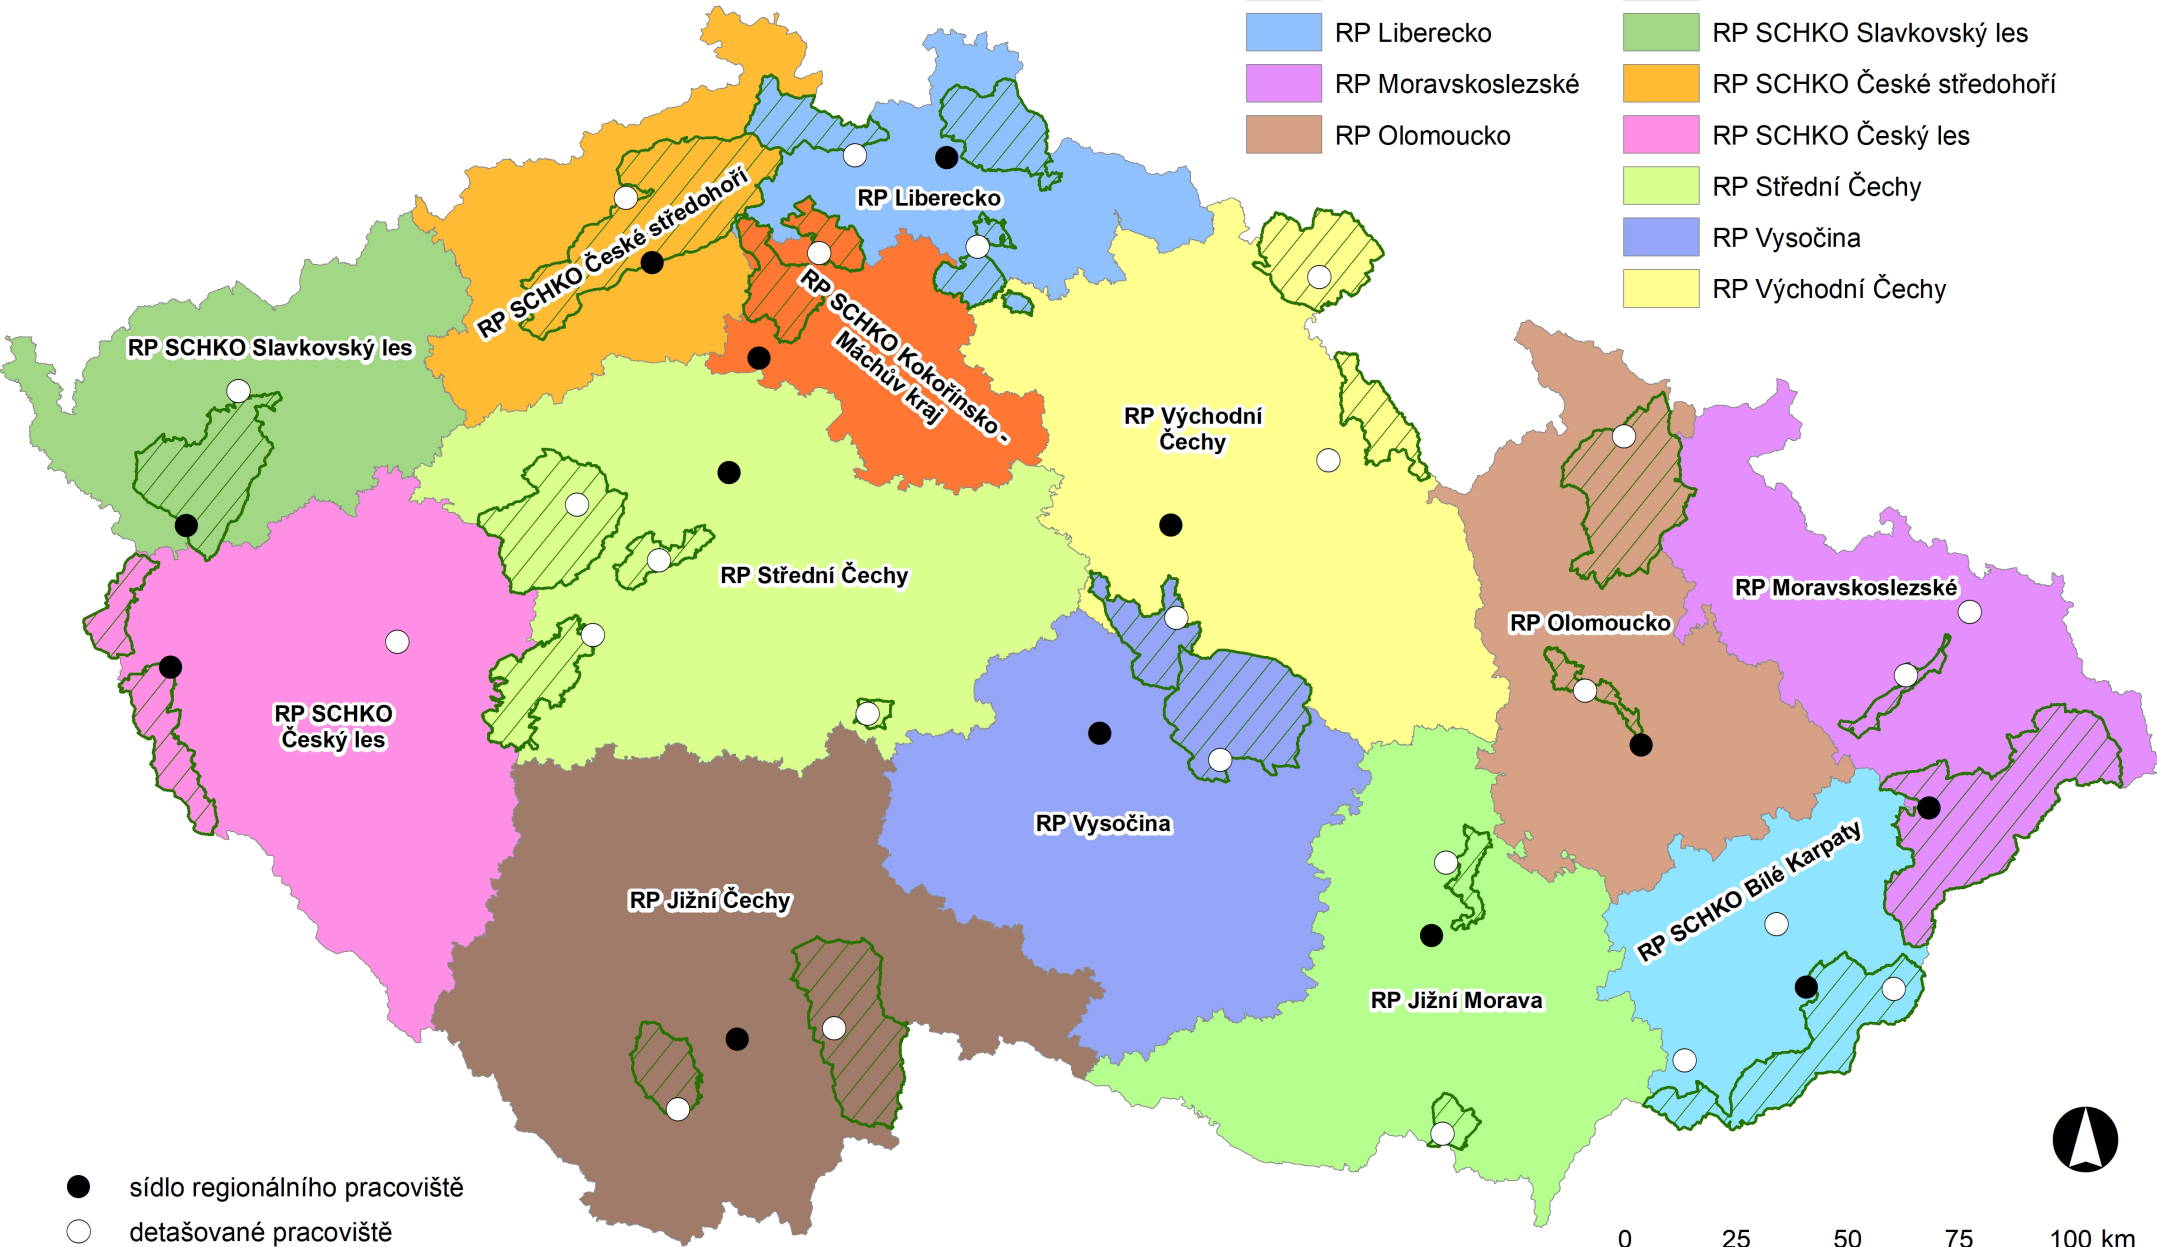 RP Liberecko
RP Moravskoslezské
RP Olomoucko
RP SCHKO Slavkovský les
RP SCHKO České středohoří
RP SCHKO Český les
RP Střední Čechy
RP Vysočina
RP Východní Čechy
RP Liberecko
RP SCHKO České středohoří
RP SCHKO Slavkovský les
RP SCHKO Kokořínsko -
Máchův kraj
RP Východní
Čechy
RP Střední Čechy
RP Moravskoslezské
RP Olomoucko
RP SCHKO
Český les
RP Vysočina
RP SCHKO Bílé Karpaty
RP Jižní Čechy
RP Jižní Morava
sídlo regionálního pracoviště
detašované pracoviště
0 25 50 75 100 km